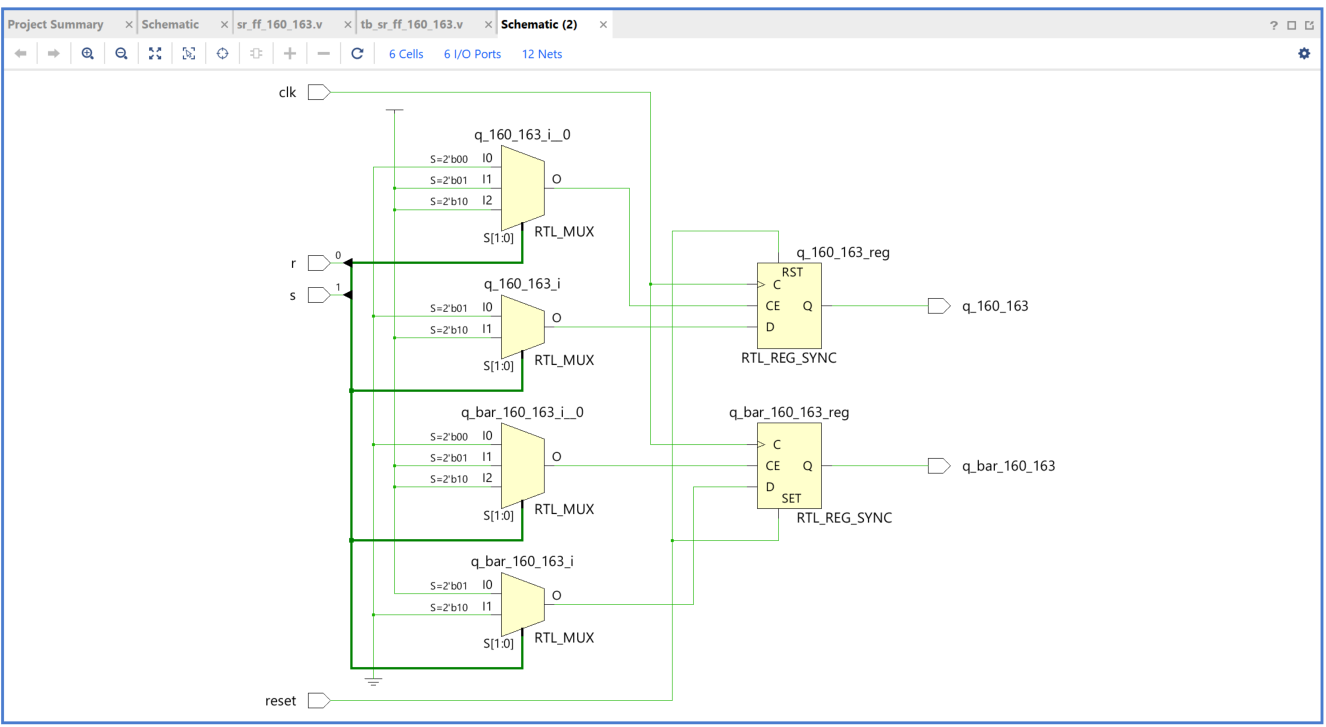 Project Summary × Schematic × sr_ff_160_163.v × tb_sr_ff_160_163.v × Schematic (2) ×
6 Cells 6 I/O Ports 12 Nets
clk
q_160_163_i__0
S=2'b00 I0
S=2'b01 I1
S=2'b10 I2
O
S[1:0]
RTL_MUX
r
0
s
1
q_160_163_i
S=2'b01 I0
S=2'b10 I1
O
S[1:0]
RTL_MUX
q_160_163_reg
RST
C
CE Q
D
RTL_REG_SYNC
q_160_163
q_bar_160_163_i__0
S=2'b00 I0
S=2'b01 I1
S=2'b10 I2
O
S[1:0]
RTL_MUX
q_bar_160_163_reg
C
CE Q
D
SET
RTL_REG_SYNC
q_bar_160_163
q_bar_160_163_i
S=2'b01 I0
S=2'b10 I1
O
S[1:0]
RTL_MUX
reset